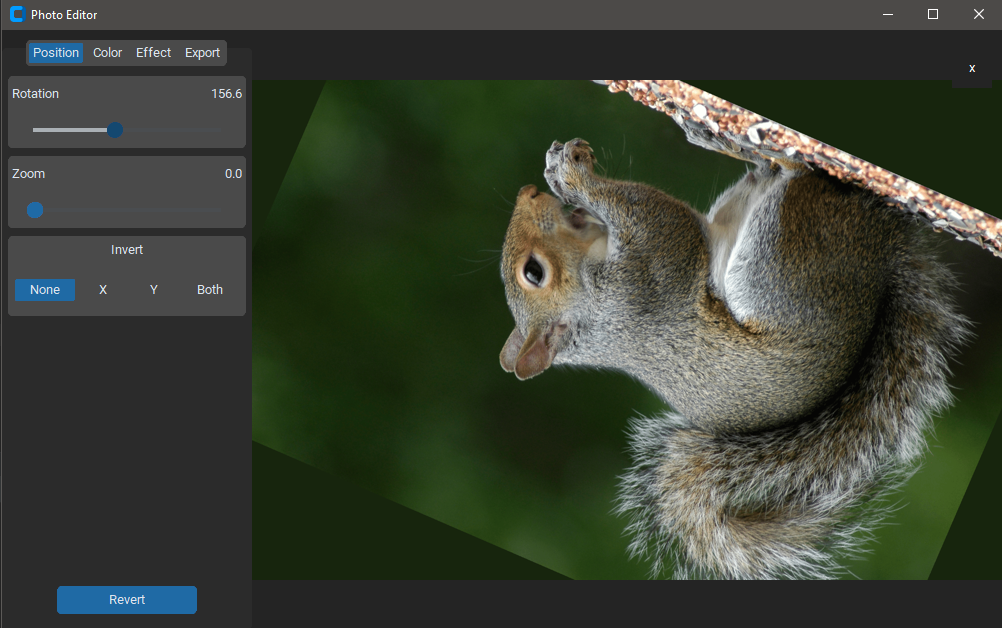 Photo Editor
Position Color Effect Export
x
Rotation 156.6
Zoom 0.0
Invert
None X Y Both
Revert